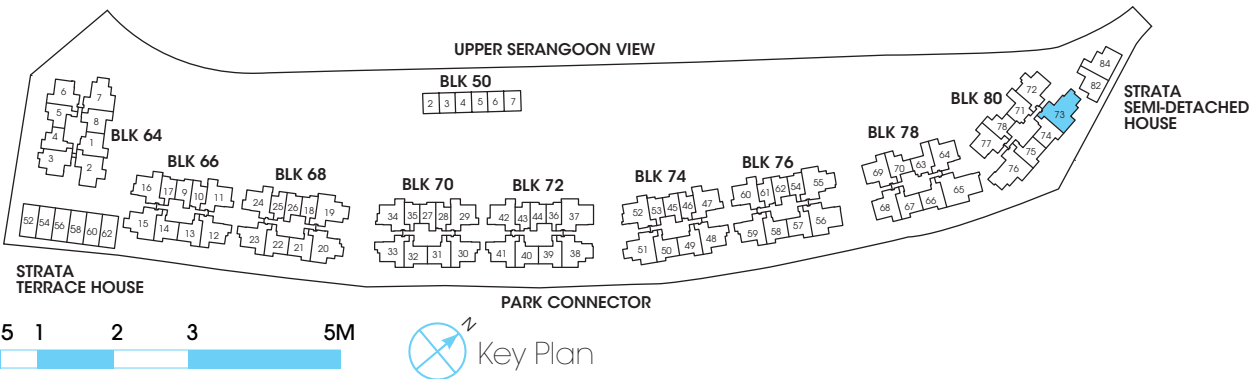 UPPER SERANGOON VIEW
BLK 50
2 3 4 5 6 7
BLK 64
6 7
5 8
4 1
3 2
BLK 66
16 17 9 10 11
15 14 13 12
BLK 68
24 25 26 18 19
23 22 21 20
BLK 70
34 35 27 28 29
33 32 31 30
BLK 72
42 43 44 36 37
41 40 39 38
BLK 74
52 53 45 46 47
51 50 49 48
BLK 76
60 61 62 54 55
59 58 57 56
BLK 78
69 70 63 64
68 67 66 65
BLK 80
72
71 73
78 74
77 75
76
84
82
STRATA
SEMI-DETACHED
HOUSE
52 54 56 58 60 62
STRATA
TERRACE HOUSE
PARK CONNECTOR
5 1 2 3 5M
N
Key Plan